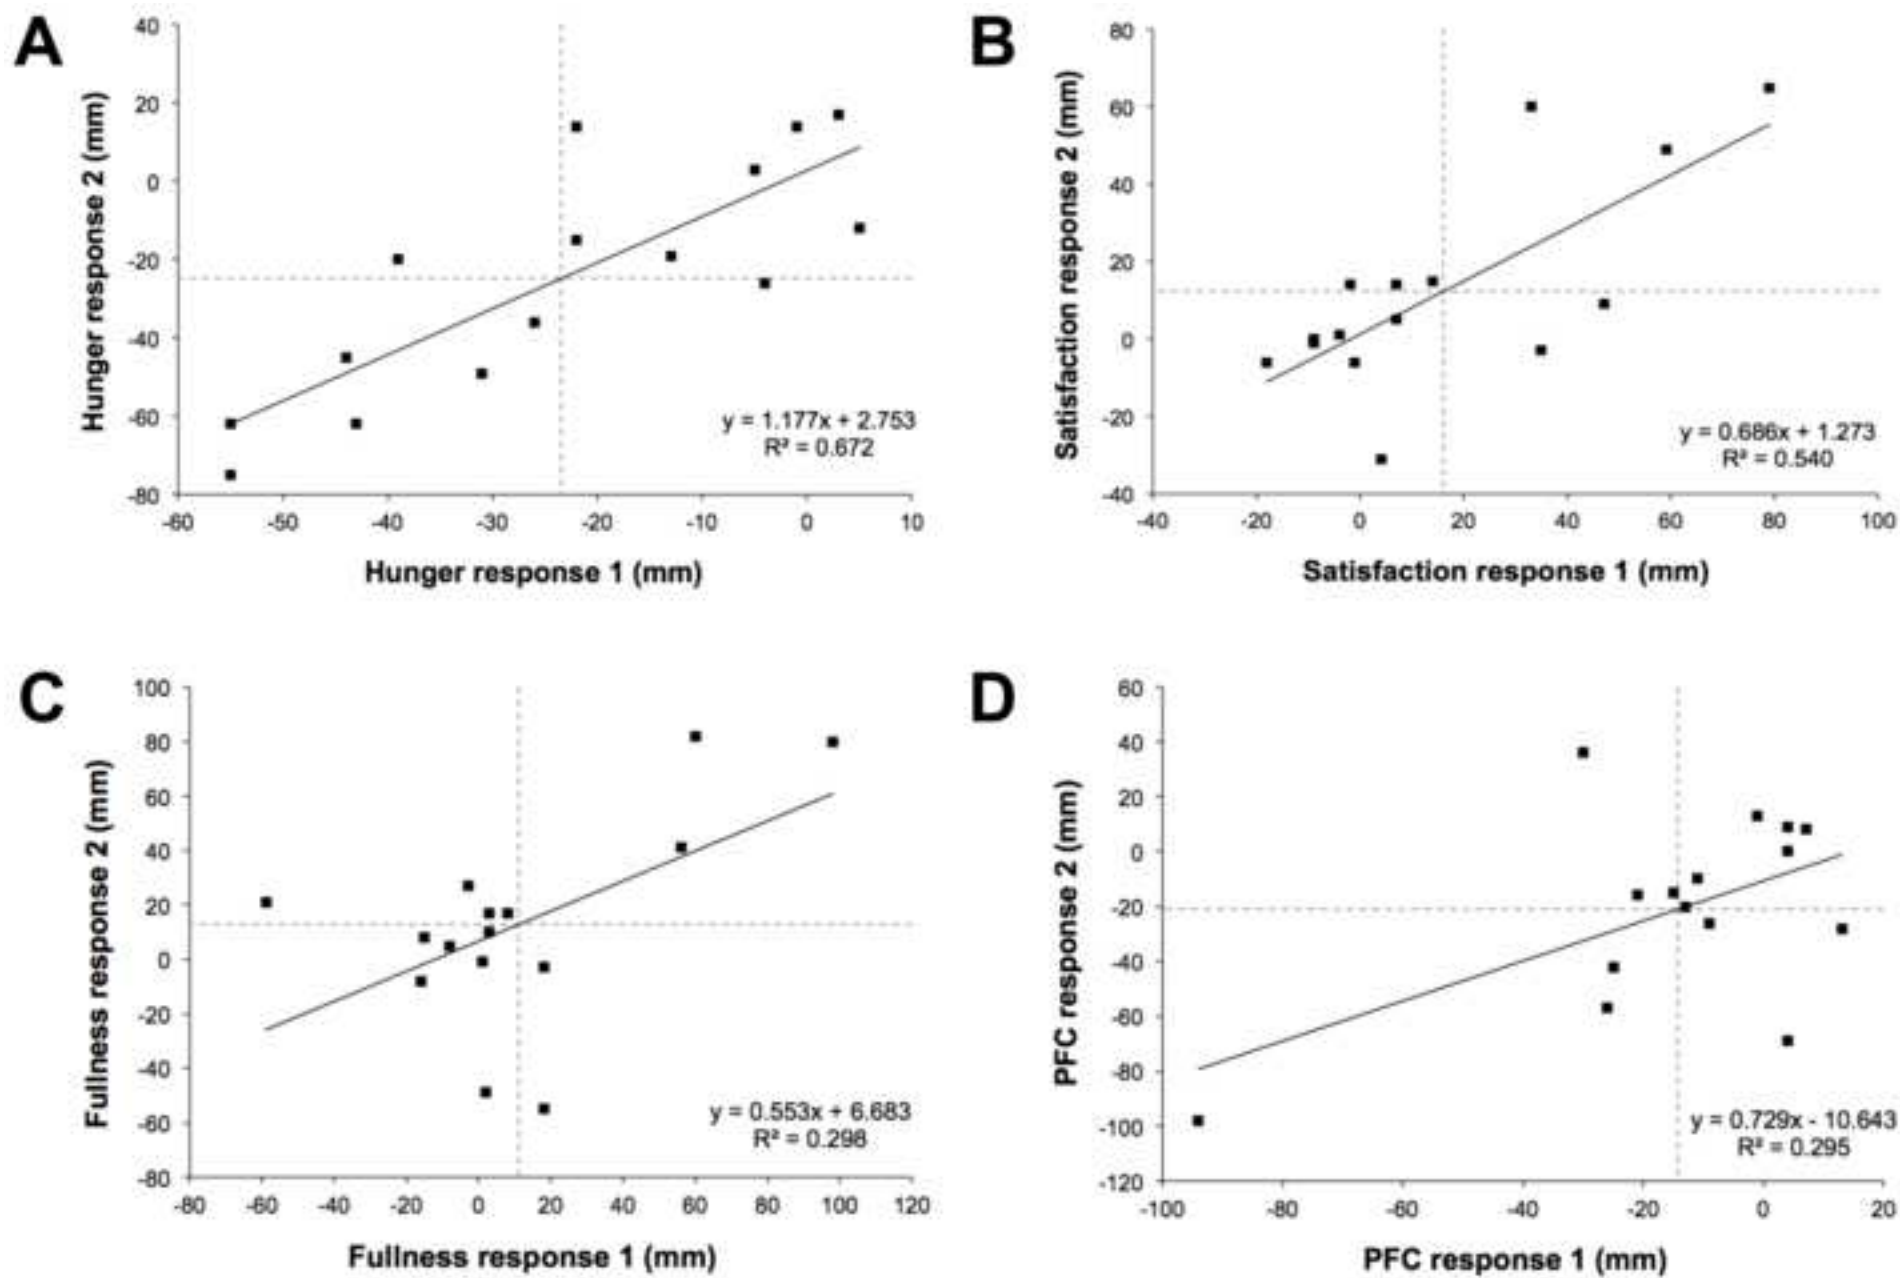 A
40
20
0
-20
-40
-60
-80
Hunger response 2 (mm)
y = 1.177x + 2.753
R² = 0.672
-60 -50 -40 -30 -20 -10 0 10
Hunger response 1 (mm)
B
80
60
40
20
0
-20
-40
Satisfaction response 2 (mm)
y = 0.686x + 1.273
R² = 0.540
-40 -20 0 20 40 60 80 100
Satisfaction response 1 (mm)
C
100
80
60
40
20
0
-20
-40
-60
-80
Fullness response 2 (mm)
y = 0.553x + 6.683
R² = 0.298
-80 -60 -40 -20 0 20 40 60 80 100 120
Fullness response 1 (mm)
D
60
40
20
0
-20
-40
-60
-80
-100
-120
PFC response 2 (mm)
y = 0.729x - 10.643
R² = 0.295
-100 -80 -60 -40 -20 0 20
PFC response 1 (mm)